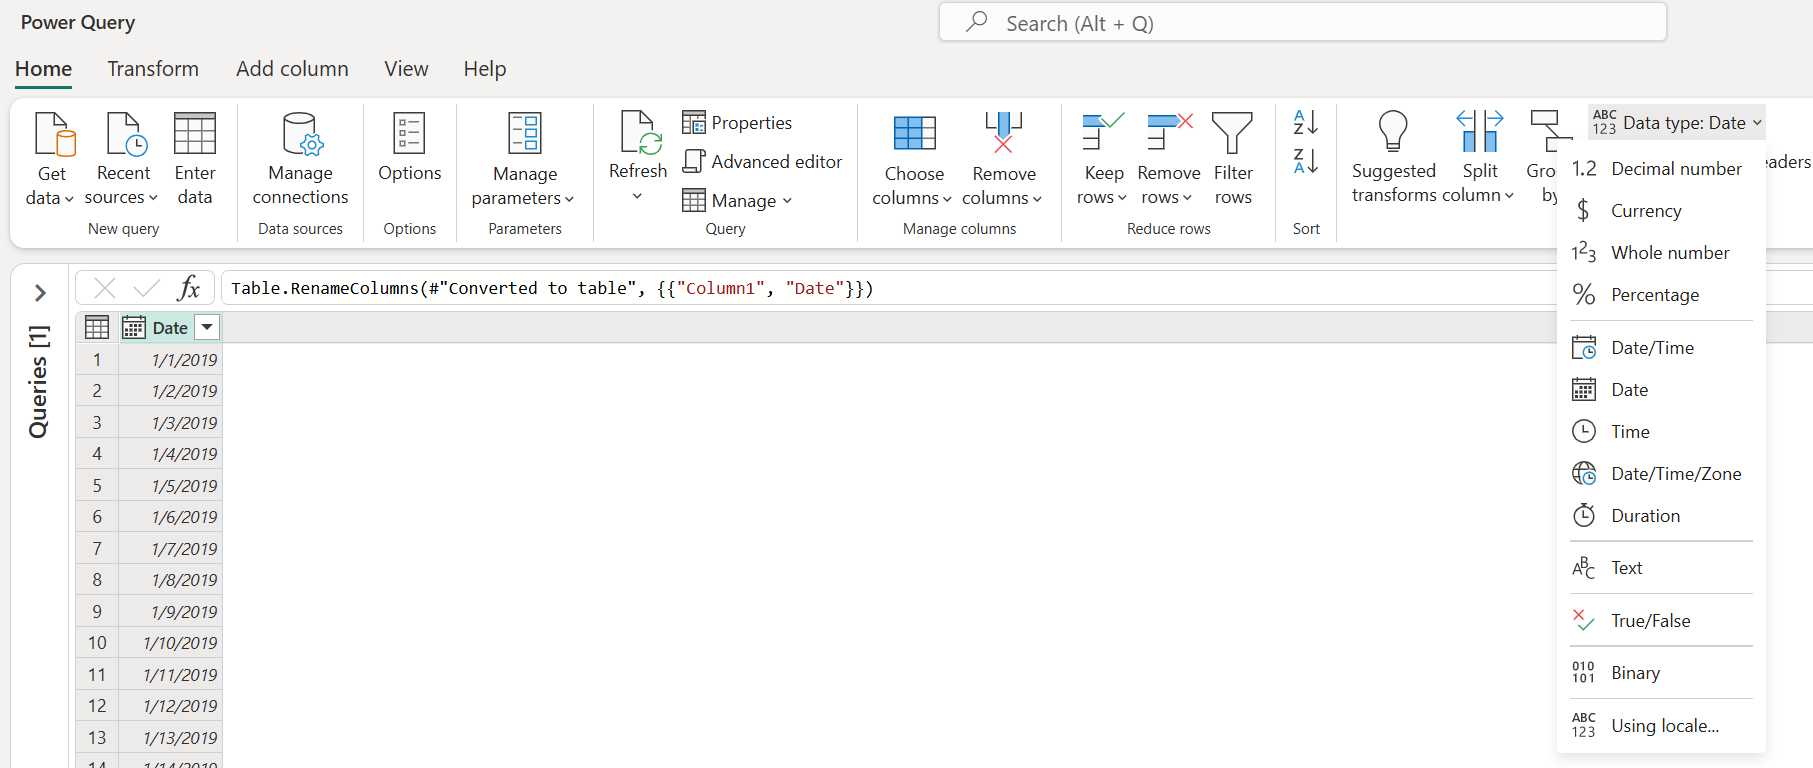 Power Query
Search (Alt + Q)
Home
Transform
Add column
View
Help
Get
data
Recent
sources
Enter
data
New query
Manage
connections
Data sources
Options
Options
Manage
parameters
Parameters
Refresh
Properties
Advanced editor
Manage
Query
Choose
columns
Remove
columns
Manage columns
Keep
rows
Remove
rows
Filter
rows
Reduce rows
A
Z
Z
A
Sort
Suggested
transforms
Split
column
Gro
by
ABC
123
Data type: Date
eaders
1.2 Decimal number
$ Currency
123 Whole number
% Percentage
Date/Time
Date
Time
Date/Time/Zone
Duration
ABC Text
True/False
010
101
Binary
ABC
123
Using locale...
Queries [1]
fx
Table.RenameColumns(#"Converted to table", {{"Column1", "Date"}})
Date
1 1/1/2019
2 1/2/2019
3 1/3/2019
4 1/4/2019
5 1/5/2019
6 1/6/2019
7 1/7/2019
8 1/8/2019
9 1/9/2019
10 1/10/2019
11 1/11/2019
12 1/12/2019
13 1/13/2019
14 1/14/2019